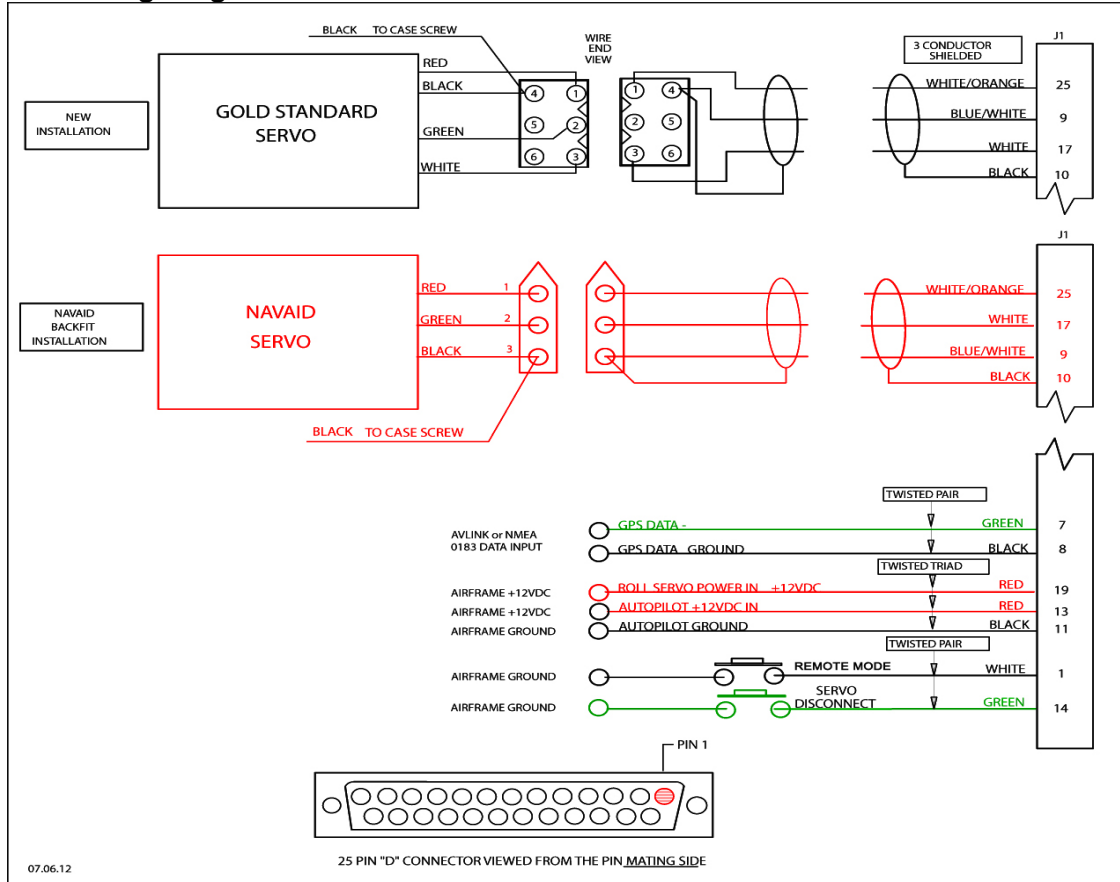 BLACK TO CASE SCREW
WIRE
END
VIEW
3 CONDUCTOR
SHIELDED
J1
NEW
INSTALLATION
GOLD STANDARD
SERVO
RED
BLACK
GREEN
WHITE
4 1
5 2
6 3
1 4
2 5
3 6
WHITE/ORANGE 25
BLUE/WHITE 9
WHITE 17
BLACK 10
J1
NAVAID
BACKFIT
INSTALLATION
NAVAID
SERVO
RED 1
GREEN 2
BLACK 3
BLACK TO CASE SCREW
WHITE/ORANGE 25
WHITE 17
BLUE/WHITE 9
BLACK 10
TWISTED PAIR
AVLINK or NMEA
0183 DATA INPUT
GPS DATA - GREEN 7
GPS DATA GROUND BLACK 8
TWISTED TRIAD
AIRFRAME +12VDC ROLL SERVO POWER IN +12VDC RED 19
AIRFRAME +12VDC AUTOPILOT +12VDC IN RED 13
AIRFRAME GROUND AUTOPILOT GROUND BLACK 11
TWISTED PAIR
AIRFRAME GROUND REMOTE MODE WHITE 1
AIRFRAME GROUND SERVO
DISCONNECT GREEN 14
PIN 1
25 PIN "D" CONNECTOR VIEWED FROM THE PIN MATING SIDE
07.06.12